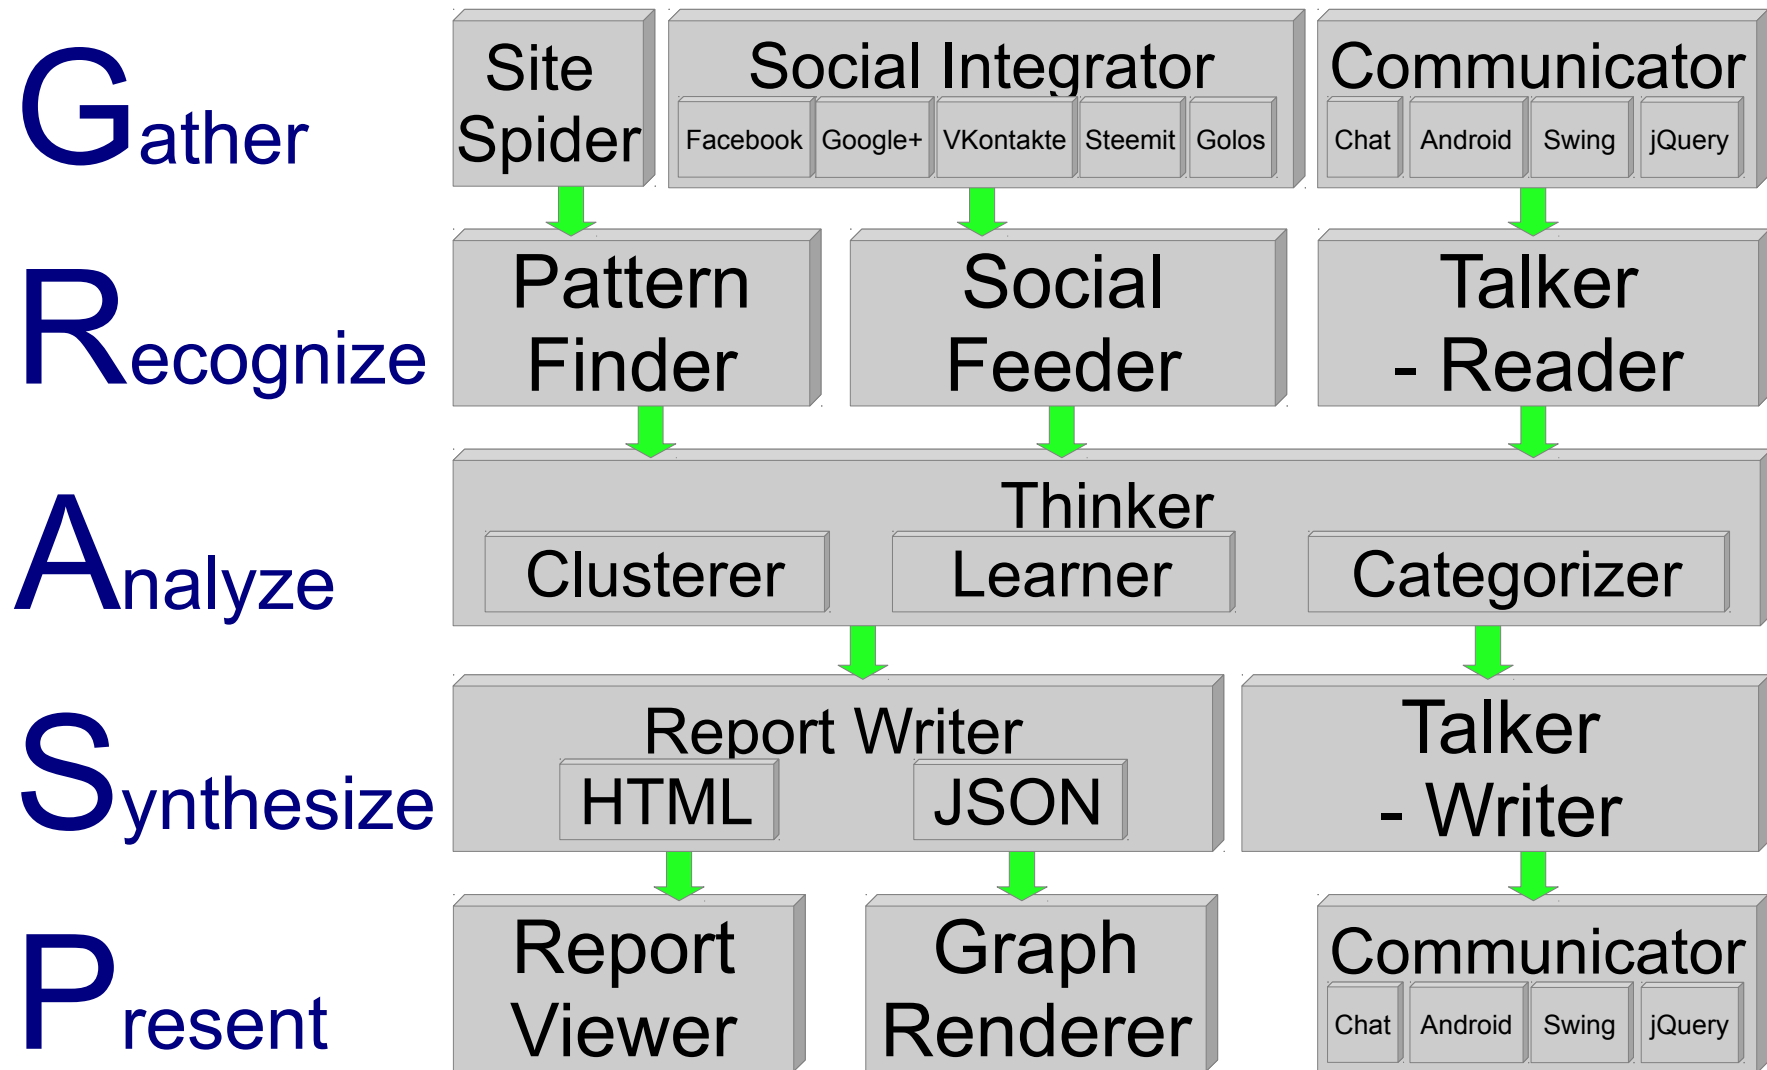 Gather
Site
Spider
Social Integrator
Facebook
Google+
VKontakte
Steemit
Golos
Communicator
Chat
Android
Swing
jQuery
Recognize
Pattern
Finder
Social
Feeder
Talker
- Reader
Analyze
Thinker
Clusterer
Learner
Categorizer
Synthesize
Report Writer
HTML
JSON
Talker
- Writer
Present
Report
Viewer
Graph
Renderer
Communicator
Chat
Android
Swing
jQuery